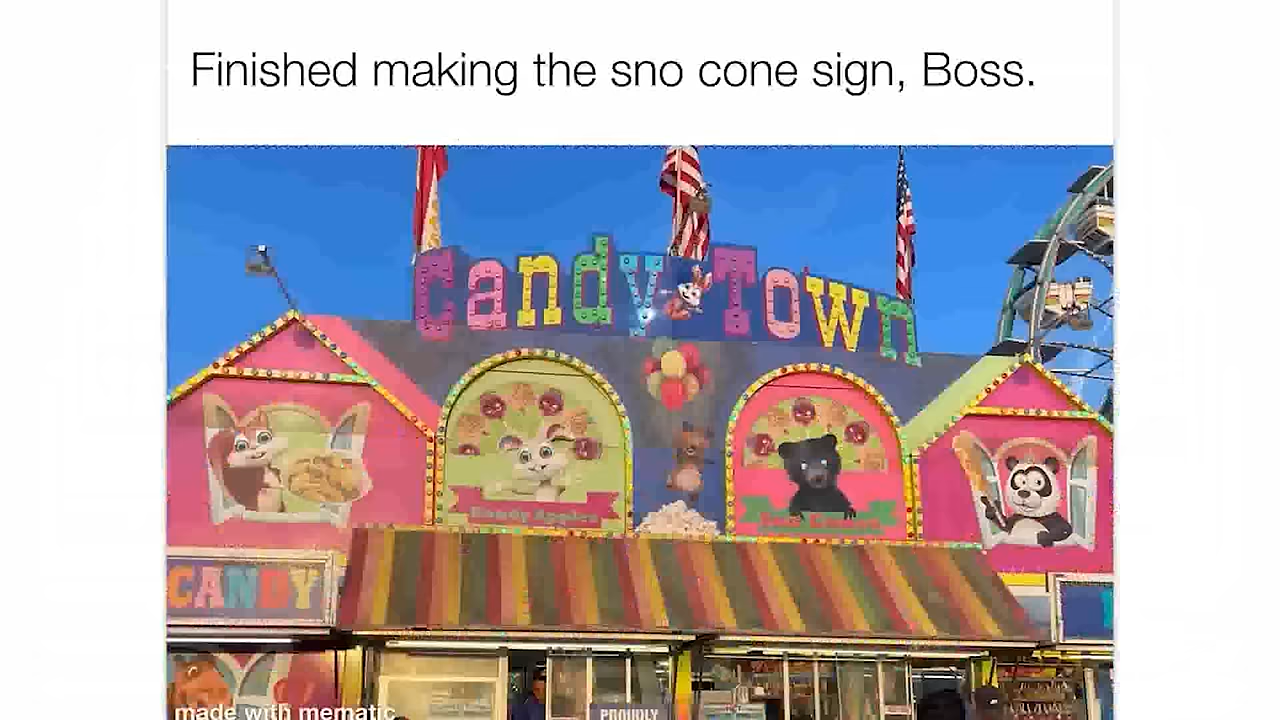 Finished making the sno cone sign, Boss.
Candy Town
Candy Apples
CANDY
made with mematic
PROUDLY